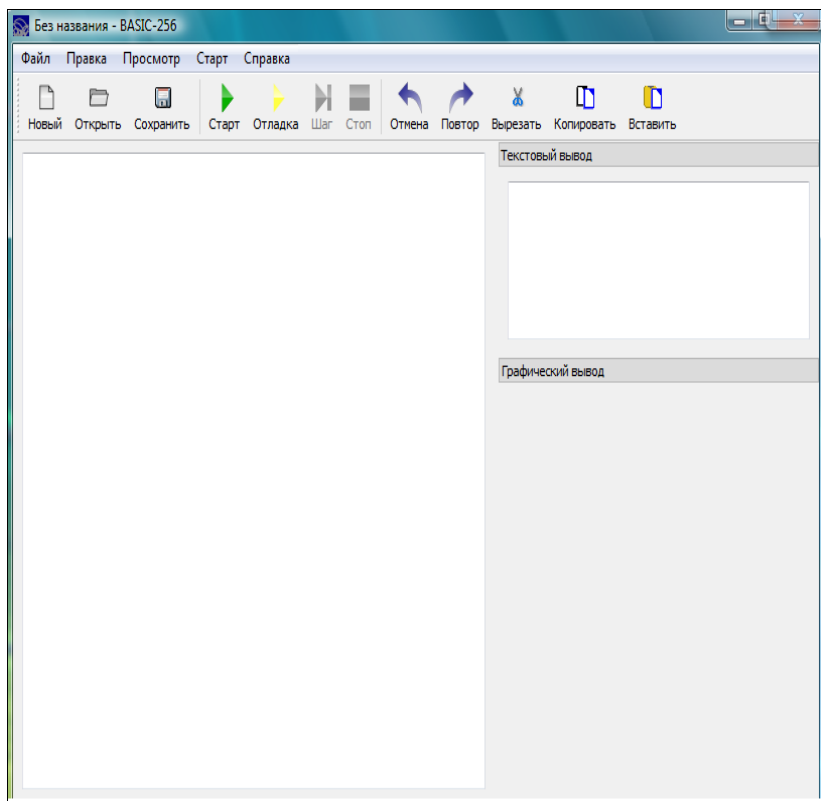 Без названия - BASIC-256
Файл Правка Просмотр Старт Справка
Новый Открыть Сохранить Старт Отладка Шаг Стоп Отмена Повтор Вырезать Копировать Вставить
Текстовый вывод
Графический вывод